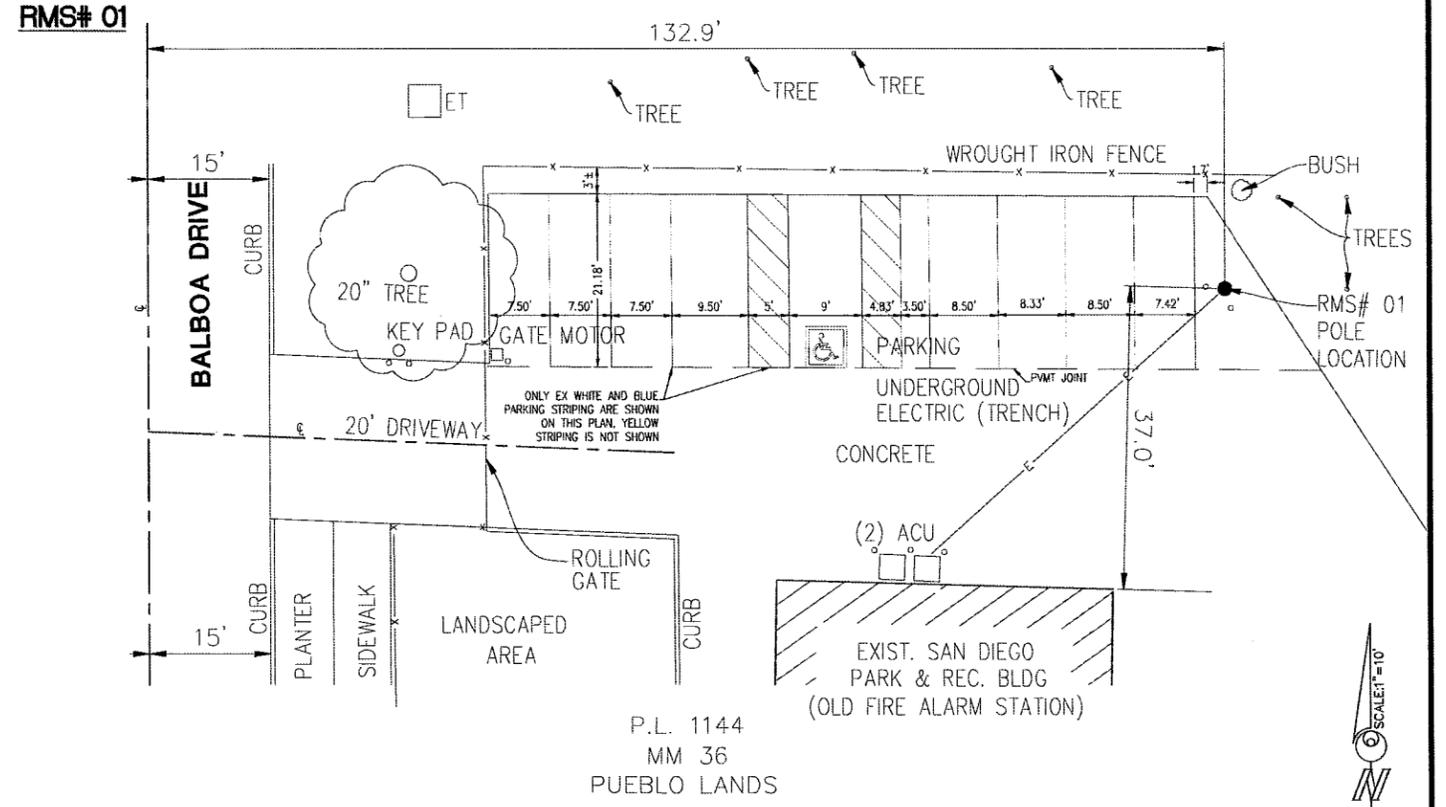 RMS# 01
132.9'
ET
TREE
TREE
TREE
TREE
15'
WROUGHT IRON FENCE
1.7'
BUSH
3'±
BALBOA DRIVE
CURB
TREES
20" TREE
21.18'
7.50'
7.50'
7.50'
9.50'
5'
9'
4.83'
3.50'
8.50'
8.33'
8.50'
7.42'
RMS# 01
POLE
LOCATION
KEY PAD
GATE MOTOR
PARKING
PVMT JOINT
UNDERGROUND
ELECTRIC (TRENCH)
ONLY EX WHITE AND BLUE
PARKING STRIPING ARE SHOWN
ON THIS PLAN, YELLOW
STRIPING IS NOT SHOWN
20' DRIVEWAY
CONCRETE
E
E
37.0'
(2) ACU
ROLLING
GATE
CURB
PLANTER
SIDEWALK
LANDSCAPED
AREA
CURB
15'
EXIST. SAN DIEGO
PARK & REC. BLDG
(OLD FIRE ALARM STATION)
P.L. 1144
MM 36
PUEBLO LANDS
SCALE:1"=10'
N